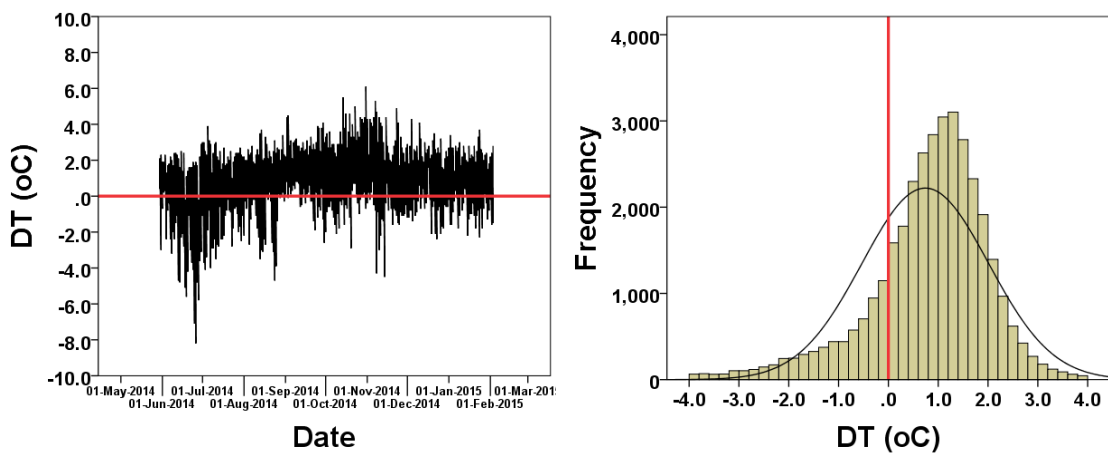 10.0
8.0
6.0
4.0
2.0
.0
-2.0
-4.0
-6.0
-8.0
-10.0
DT (oC)
01-May-2014 01-Jul-2014 01-Sep-2014 01-Nov-2014 01-Jan-2015 01-Mar-201
01-Jun-2014 01-Aug-2014 01-Oct-2014 01-Dec-2014 01-Feb-2015
Date
4,000
3,000
2,000
1,000
0
Frequency
-4.0 -3.0 -2.0 -1.0 .0 1.0 2.0 3.0 4.0
DT (oC)